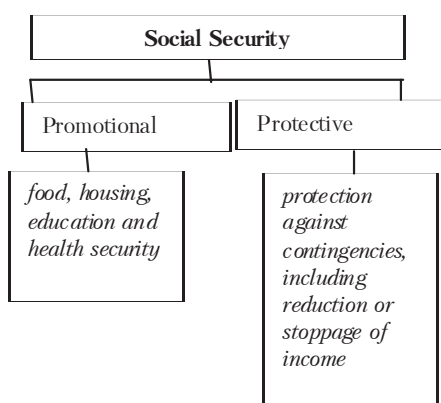 Social Security
Promotional
Protective
food, housing,
education and
health security
protection
against
contingencies,
including
reduction or
stoppage of
income